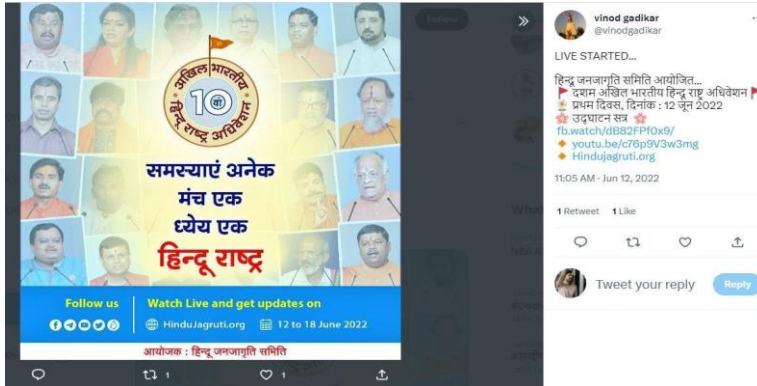 अखिल भारतीय
10 वां
हिन्दू राष्ट्र अधिवेशन
समस्याएं अनेक
मंच एक
ध्येय एक
हिन्दू राष्ट्र
Follow us
Watch Live and get updates on
HinduJagruti.org
12 to 18 June 2022
आयोजक : हिन्दू जनजागृति समिति
1
1
Follow
vinod gadikar
@vinodgadikar
LIVE STARTED...
हिन्दू जनजागृति समिति आयोजित...
🚩 दशम अखिल भारतीय हिन्दू राष्ट्र अधिवेशन 🚩
प्रथम दिवस, दिनांक : 12 जून 2022
🌸 उद्घाटन सत्र 🌸
fb.watch/dB82FPf0x9/
🔸 youtu.be/c76p9V3w3mg
🔸 Hindujagruti.org
11:05 AM · Jun 12, 2022
1 Retweet 1 Like
Tweet your reply
Reply